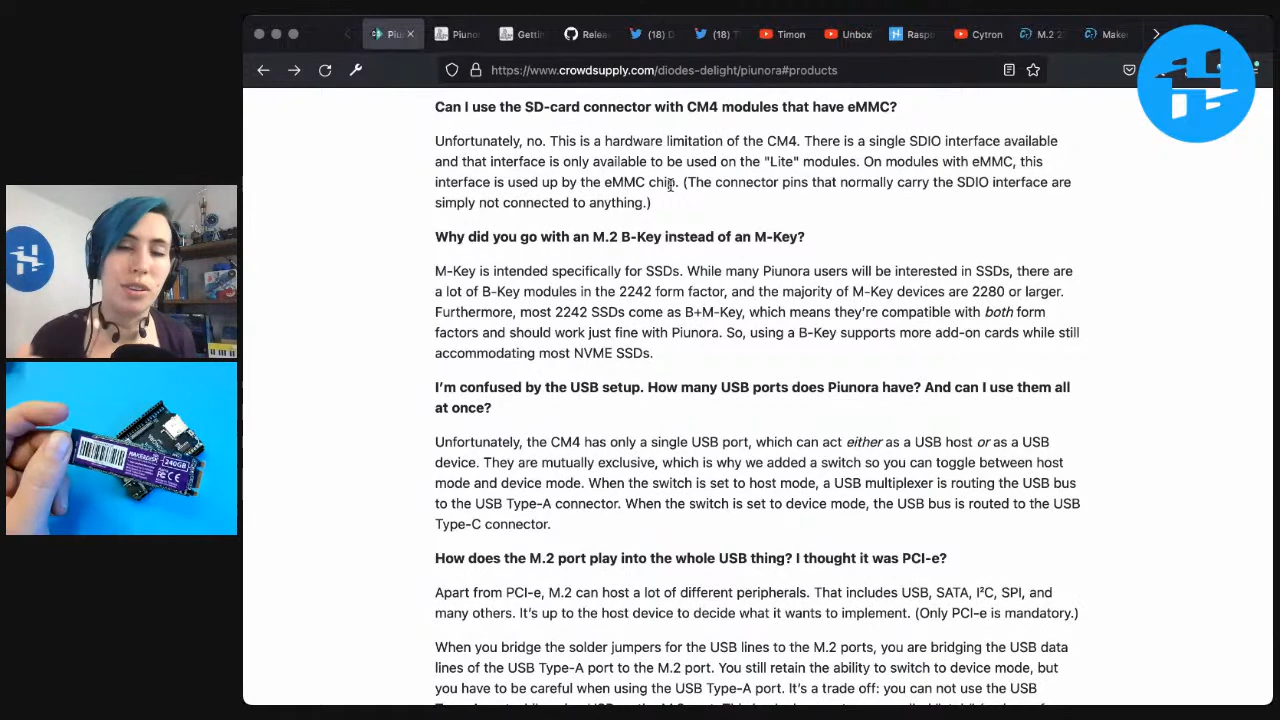 Piu
Piuno
Gettin
Relea
(18) D
(18) T
Timon
Unbox
Raspb
Cytron
M.2 2
Make
https://www.crowdsupply.com/diodes-delight/piunora#products
Can I use the SD-card connector with CM4 modules that have eMMC?
Unfortunately, no. This is a hardware limitation of the CM4. There is a single SDIO interface available
and that interface is only available to be used on the "Lite" modules. On modules with eMMC, this
interface is used up by the eMMC chip. (The connector pins that normally carry the SDIO interface are
simply not connected to anything.)
Why did you go with an M.2 B-Key instead of an M-Key?
M-Key is intended specifically for SSDs. While many Piunora users will be interested in SSDs, there are
a lot of B-Key modules in the 2242 form factor, and the majority of M-Key devices are 2280 or larger.
Furthermore, most 2242 SSDs come as B+M-Key, which means they're compatible with both form
factors and should work just fine with Piunora. So, using a B-Key supports more add-on cards while still
accommodating most NVME SSDs.
I'm confused by the USB setup. How many USB ports does Piunora have? And can I use them all
at once?
Unfortunately, the CM4 has only a single USB port, which can act either as a USB host or as a USB
device. They are mutually exclusive, which is why we added a switch so you can toggle between host
mode and device mode. When the switch is set to host mode, a USB multiplexer is routing the USB bus
to the USB Type-A connector. When the switch is set to device mode, the USB bus is routed to the USB
Type-C connector.
How does the M.2 port play into the whole USB thing? I thought it was PCI-e?
Apart from PCI-e, M.2 can host a lot of different peripherals. That includes USB, SATA, I²C, SPI, and
many others. It's up to the host device to decide what it wants to implement. (Only PCI-e is mandatory.)
When you bridge the solder jumpers for the USB lines to the M.2 ports, you are bridging the USB data
lines of the USB Type-A port to the M.2 port. You still retain the ability to switch to device mode, but
you have to be careful when using the USB Type-A port. It's a trade off: you can not use the USB
MAKERDISK
240GB